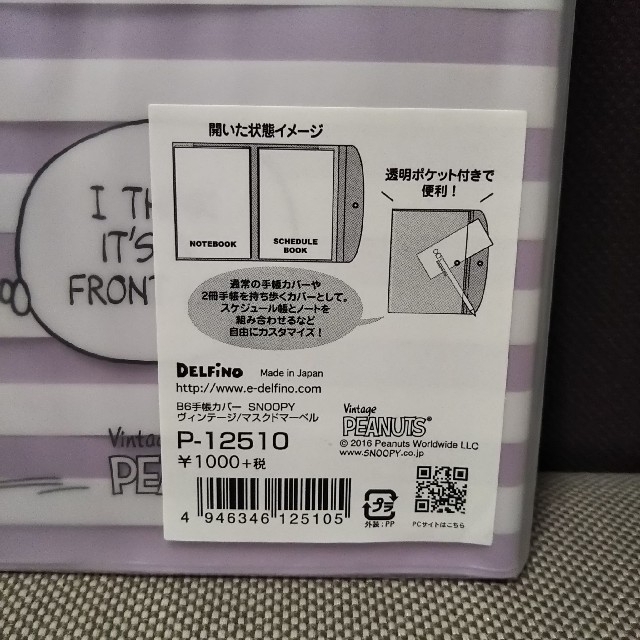 I TH
IT'S
FRONT
Vintage
PEA
開いた状態イメージ
NOTEBOOK
SCHEDULE
BOOK
透明ポケット付きで
便利！
通常の手帳カバーや
2冊手帳を持ち歩くカバーとして。
スケジュール帳とノートを
組み合わせるなど
自由にカスタマイズ！
DELFiNO Made in Japan
http://www.e-delfino.com
B6手帳カバー SNOOPY
ヴィンテージ/マスクドマーベル
P-12510
¥1000+税
4 946346 125105
Vintage
PEANUTS®
© 2016 Peanuts Worldwide LLC
www.SNOOPY.co.jp
プラ
外装：PP
PCサイトはこちら